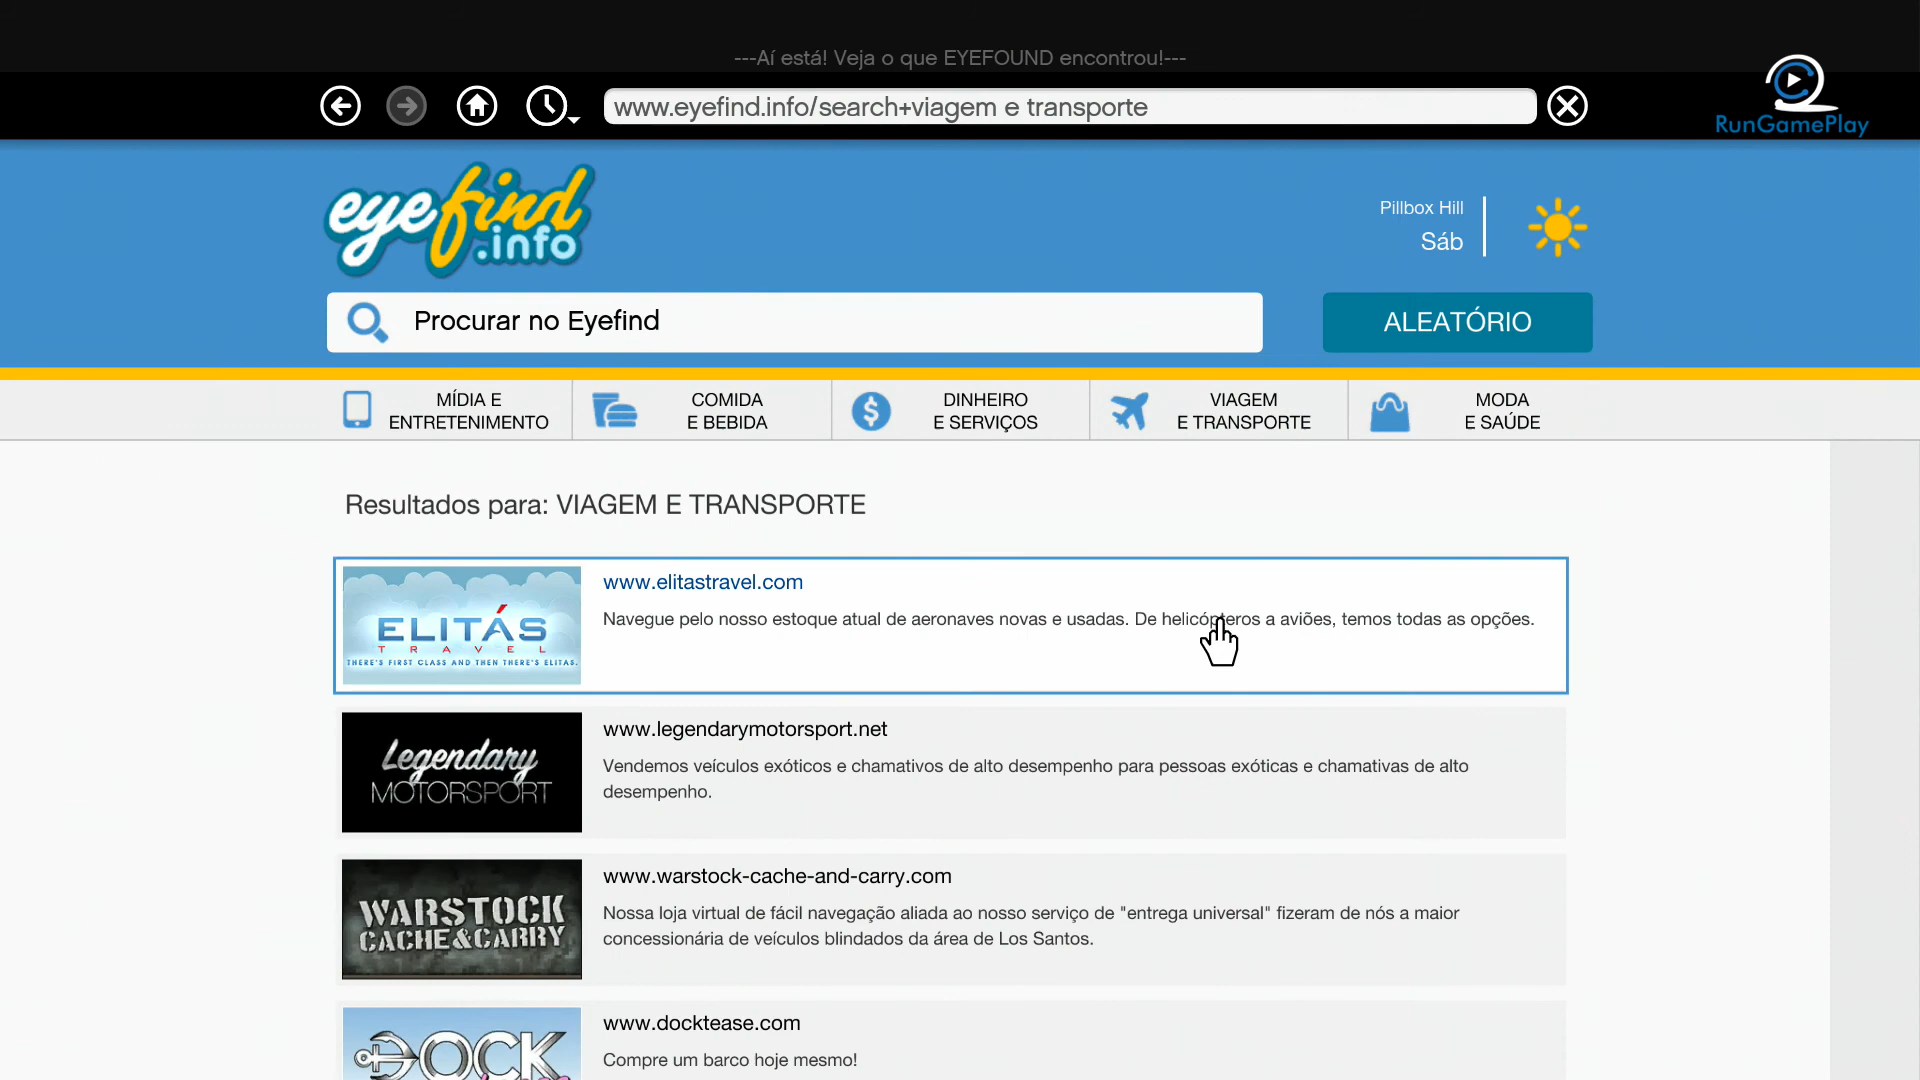 ---Aí está! Veja o que EYEFOUND encontrou!---
www.eyefind.info/search+viagem e transporte
RunGamePlay
eyefind
.info
Pillbox Hill
Sáb
Procurar no Eyefind
ALEATÓRIO
MÍDIA E
ENTRETENIMENTO
COMIDA
E BEBIDA
DINHEIRO
E SERVIÇOS
VIAGEM
E TRANSPORTE
MODA
E SAÚDE
Resultados para: VIAGEM E TRANSPORTE
ELITÁS
TRAVEL
THERE'S FIRST CLASS AND THEN THERE'S ELITAS.
www.elitastravel.com
Navegue pelo nosso estoque atual de aeronaves novas e usadas. De helicópteros a aviões, temos todas as opções.
Legendary
MOTORSPORT
www.legendarymotorsport.net
Vendemos veículos exóticos e chamativos de alto desempenho para pessoas exóticas e chamativas de alto
desempenho.
WARSTOCK
CACHE&CARRY
www.warstock-cache-and-carry.com
Nossa loja virtual de fácil navegação aliada ao nosso serviço de "entrega universal" fizeram de nós a maior
concessionária de veículos blindados da área de Los Santos.
DOCK
www.docktease.com
Compre um barco hoje mesmo!